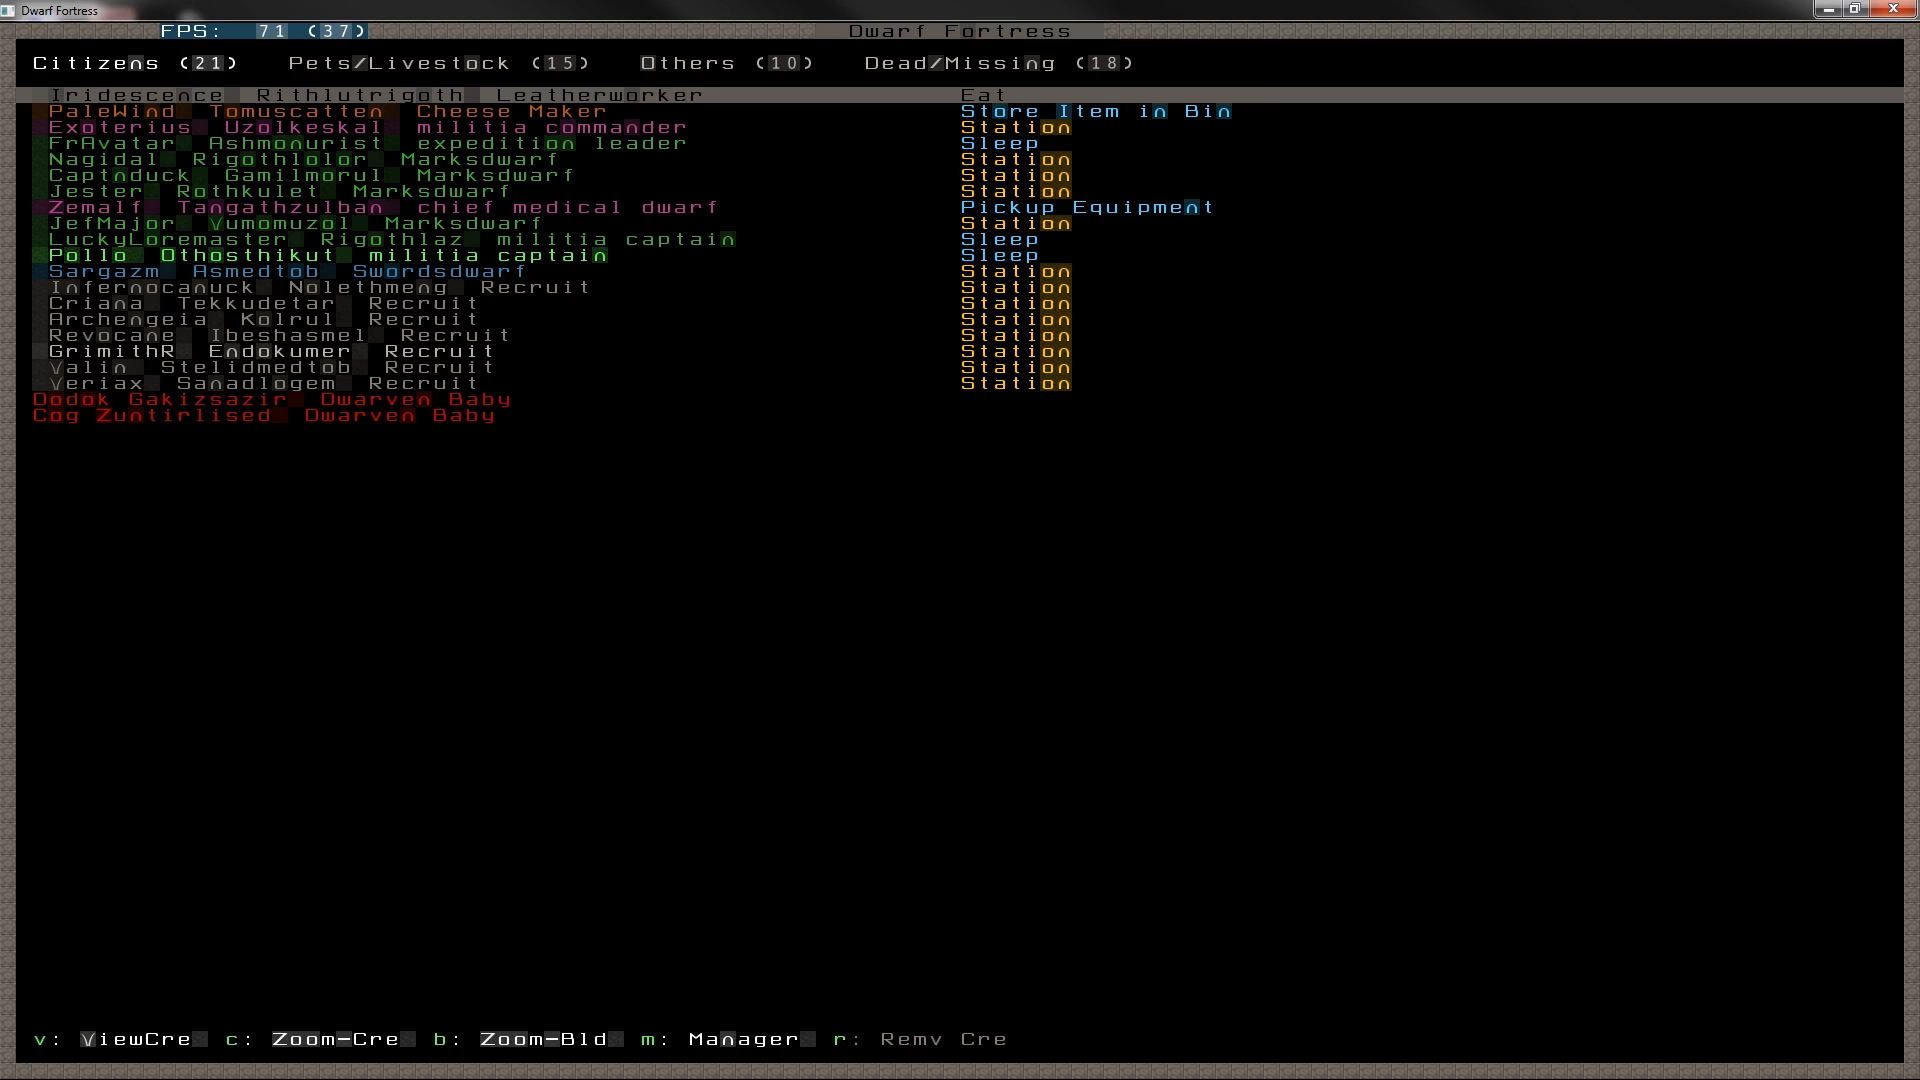 Dwarf Fortress
FPS: 71 (37) Dwarf Fortress
Citizens (21) Pets/Livestock (15) Others (10) Dead/Missing (18)
Iridescence Rithlutrigoth Leatherworker Eat
PaleWind Tomuscatten Cheese Maker Store Item in Bin
Exoterius Uzolkeskal militia commander Station
FrAvatar Ashmonurist expedition leader Sleep
Nagidal Rigothlolor Marksdwarf Station
Captnduck Gamilmorul Marksdwarf Station
Jester Rothkulet Marksdwarf Station
Zemalf Tangathzulban chief medical dwarf Pickup Equipment
JefMajor Vumomuzol Marksdwarf Station
LuckyLoremaster Rigothlaz militia captain Sleep
Pollo Othosthikut militia captain Sleep
Sargazm Asmedtob Swordsdwarf Station
Infernocanuck Nolethmeng Recruit Station
Criana Tekkudetar Recruit Station
Archengeia Kolrul Recruit Station
Revocane Ibeshasmel Recruit Station
GrimithR Endokumer Recruit Station
Valin Stelidmedtob Recruit Station
Veriax Sanadlogem Recruit Station
Dodok Gakizsazir Dwarven Baby
Cog Zuntirlised Dwarven Baby
v: ViewCre c: Zoom-Cre b: Zoom-Bld m: Manager r: Remv Cre